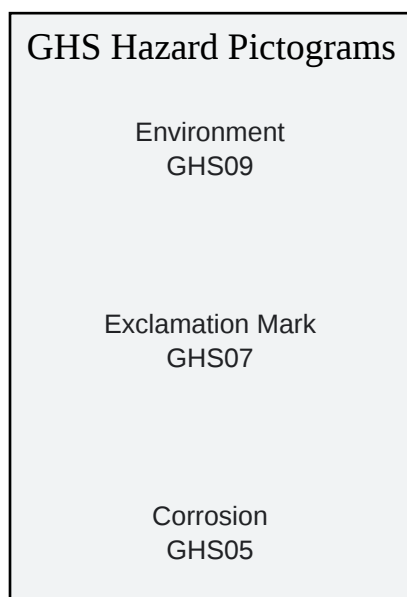 GHS Hazard Pictograms
Environment
GHS09
Exclamation Mark
GHS07
Corrosion
GHS05